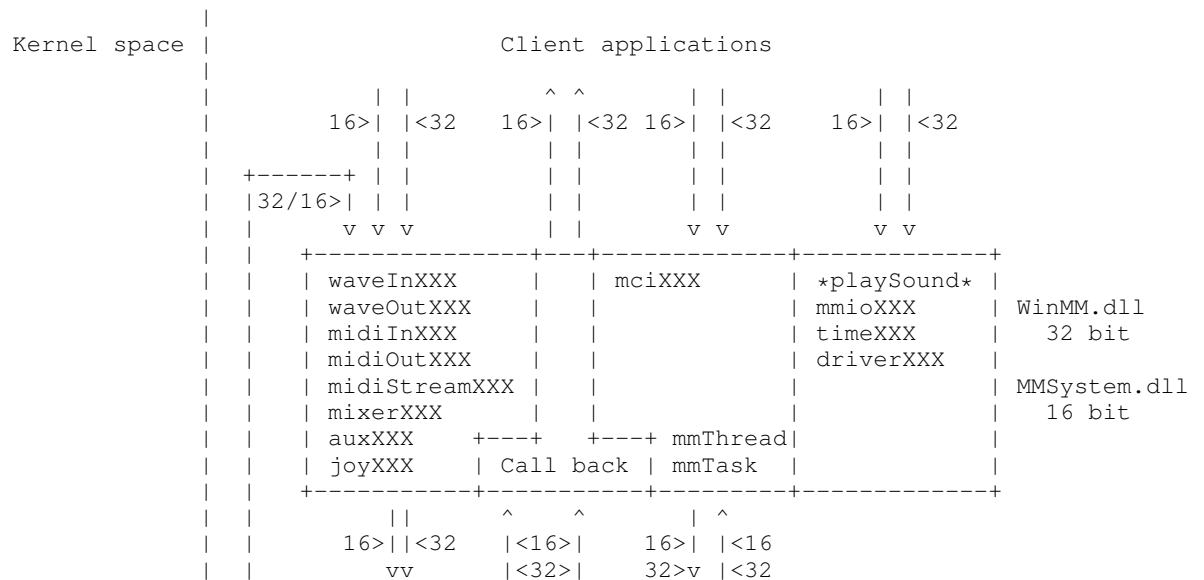 |
 Kernel space |                      Client applications
                |
                |            | |         ^ ^       | |          | |
                |        16>| |<32   16>| |<32 16>| |<32     16>| |<32
                |            | |         | |       | |          | |
                |  +------+ | |         | |       | |          | |
                |  |32/16>| | |         | |       | |          | |
                |  |      v v v         | |       v v          v v
                |  |   +---------------+---+-------------+-------------+
                |  |   | waveInXXX     |   | mciXXX      | *playSound* |
                |  |   | waveOutXXX    |   |             | mmioXXX     | WinMM.dll
                |  |   | midiInXXX     |   |             | timeXXX     |   32 bit
                |  |   | midiOutXXX    |   |             | driverXXX   |
                |  |   | midiStreamXXX |   |             |             | MMSystem.dll
                |  |   | mixerXXX      |   |             |             |   16 bit
                |  |   | auxXXX    +---+   +---+ mmThread|             |
                |  |   | joyXXX    | Call back | mmTask  |             |
                |  |   +-----------+-----------+---------+-------------+
                |  |        ||       ^    ^       | ^
                |  |     16>||<32    |<16>|    16>| |<16
                |  |        vv       |<32>|    32>v |<32